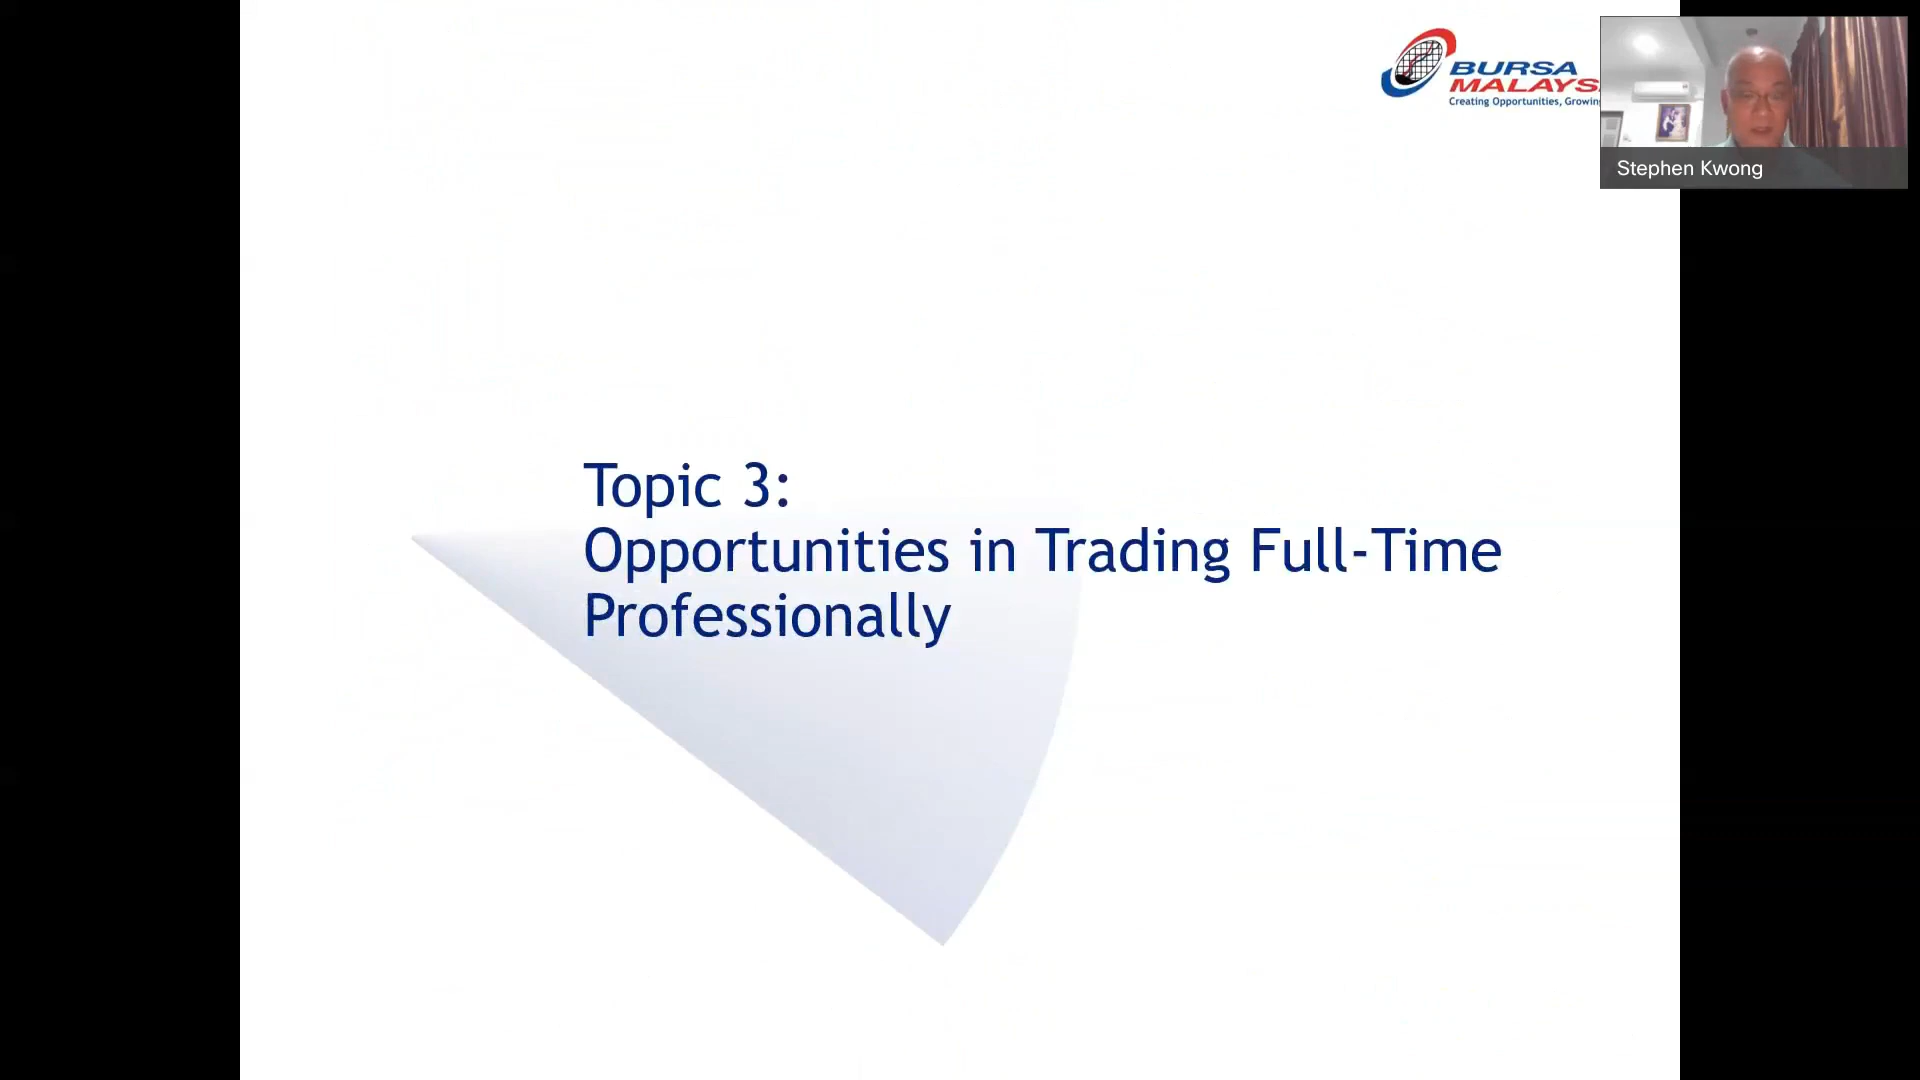 BURSA
MALAYS
Creating Opportunities, Growin
Stephen Kwong
Topic 3:
Opportunities in Trading Full-Time
Professionally